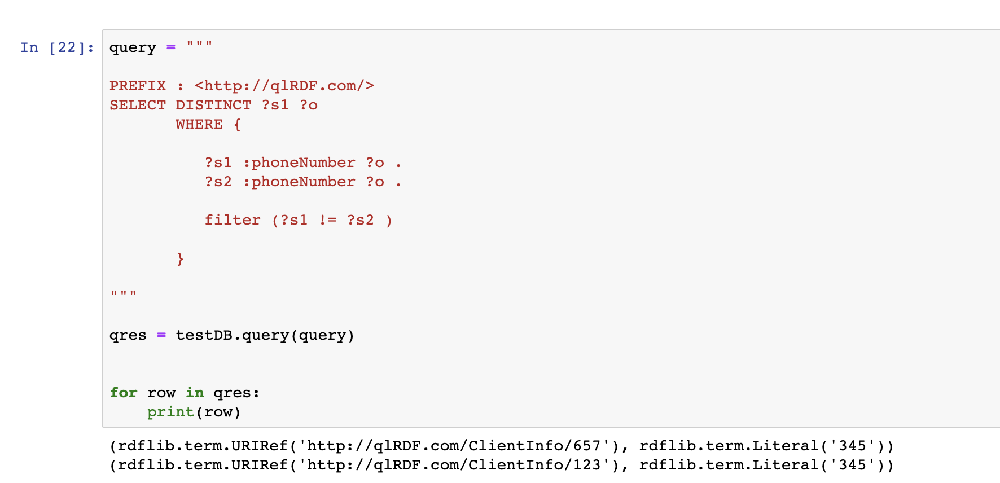 In [22]: query = """
PREFIX : <http://qlRDF.com/>
SELECT DISTINCT ?s1 ?o
WHERE {
?s1 :phoneNumber ?o .
?s2 :phoneNumber ?o .
filter (?s1 != ?s2 )
}
"""
qres = testDB.query(query)
for row in qres:
print(row)
(rdflib.term.URIRef('http://qlRDF.com/ClientInfo/657'), rdflib.term.Literal('345'))
(rdflib.term.URIRef('http://qlRDF.com/ClientInfo/123'), rdflib.term.Literal('345'))